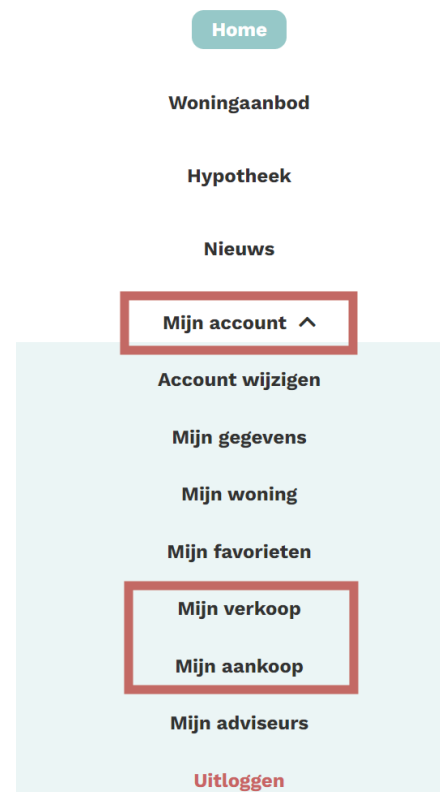 Home
Woningaanbod
Hypotheek
Nieuws
Mijn account
Account wijzigen
Mijn gegevens
Mijn woning
Mijn favorieten
Mijn verkoop
Mijn aankoop
Mijn adviseurs
Uitloggen